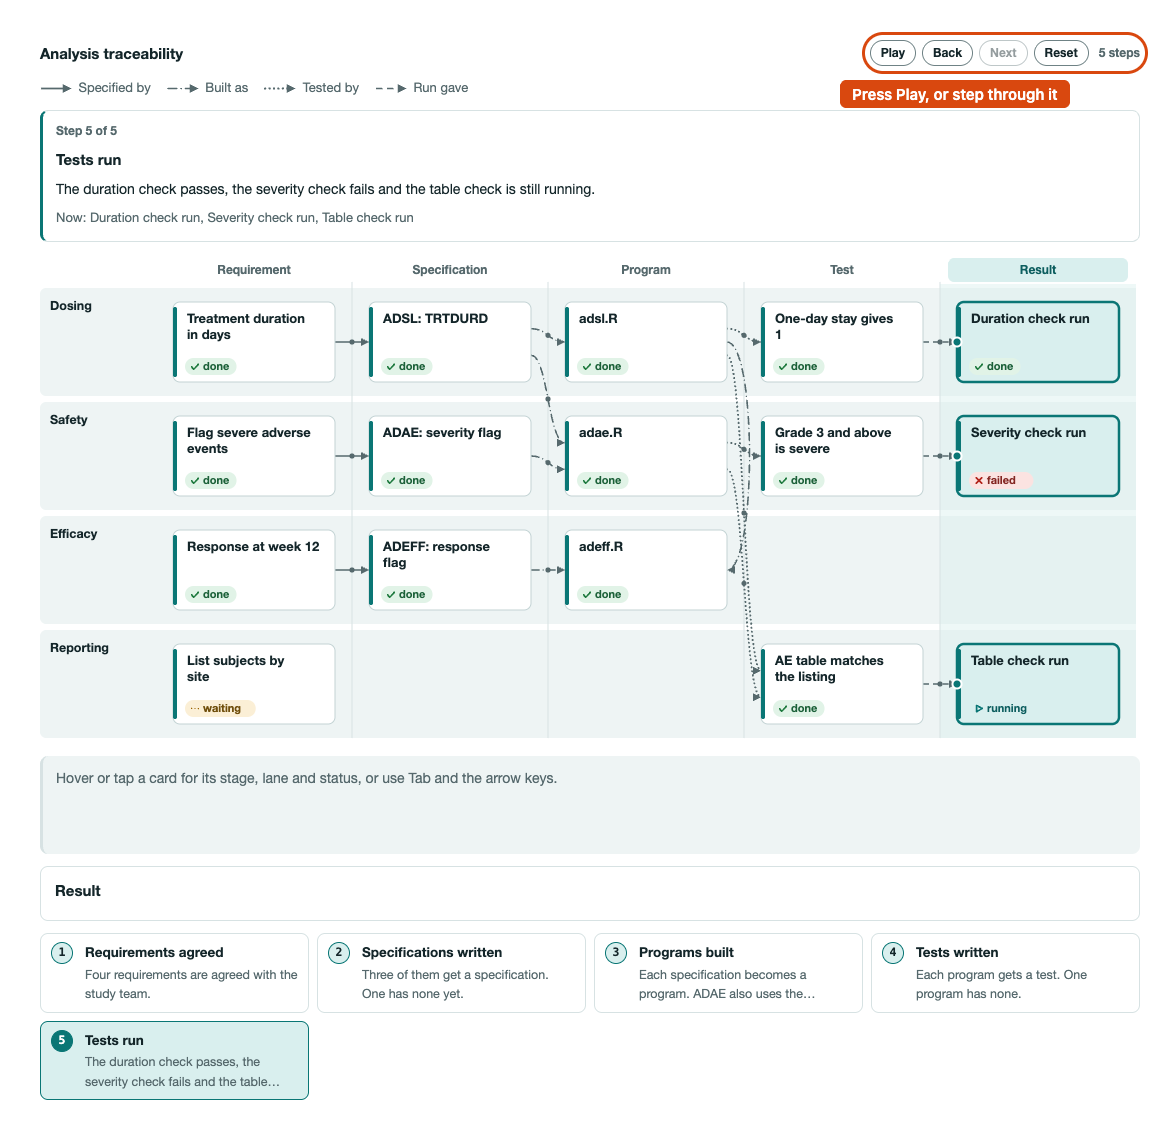 Analysis traceability
Play Back Next Reset 5 steps
Specified by Built as Tested by Run gave
Press Play, or step through it
Step 5 of 5
Tests run
The duration check passes, the severity check fails and the table check is still running.
Now: Duration check run, Severity check run, Table check run
Requirement Specification Program Test Result
Dosing
Treatment duration
in days
done
ADSL: TRTDURD
done
adsl.R
done
One-day stay gives
1
done
Duration check run
done
Safety
Flag severe adverse
events
done
ADAE: severity flag
done
adae.R
done
Grade 3 and above
is severe
done
Severity check run
failed
Efficacy
Response at week 12
done
ADEFF: response
flag
done
adeff.R
done
Reporting
List subjects by
site
waiting
AE table matches
the listing
done
Table check run
running
Hover or tap a card for its stage, lane and status, or use Tab and the arrow keys.
Result
1 Requirements agreed
Four requirements are agreed with the
study team.
2 Specifications written
Three of them get a specification.
One has none yet.
3 Programs built
Each specification becomes a
program. ADAE also uses the…
4 Tests written
Each program gets a test. One
program has none.
5 Tests run
The duration check passes, the
severity check fails and the table…